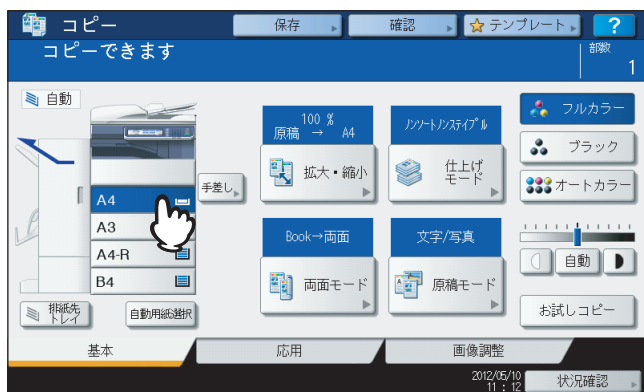 コピー
保存
確認
テンプレート
?
コピーできます
部数
1
自動
100 %
原稿 → A4
ﾉﾝｿｰﾄﾉﾝｽﾃｲﾌﾟﾙ
フルカラー
拡大・縮小
仕上げ
モード
ブラック
手差し
オートカラー
A4
A3
A4-R
B4
Book→両面
文字/写真
両面モード
原稿モード
自動
排紙先
トレイ
自動用紙選択
お試しコピー
基本
応用
画像調整
2012/05/10
11 : 12
状況確認